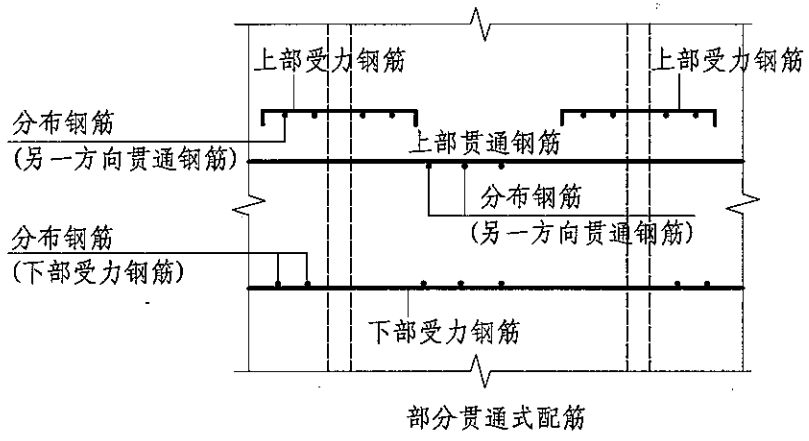 上部受力钢筋
上部受力钢筋
分布钢筋
(另一方向贯通钢筋)
上部贯通钢筋
分布钢筋
(另一方向贯通钢筋)
分布钢筋
(下部受力钢筋)
下部受力钢筋
部分贯通式配筋